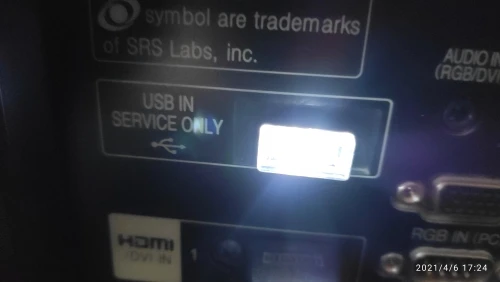 symbol are trademarks
of SRS Labs, inc.
AUDIO IN
(RGB/DVI
USB IN
SERVICE ONLY
HDMI
/DVI IN
1
RGB IN (PC
2021/4/6 17:24